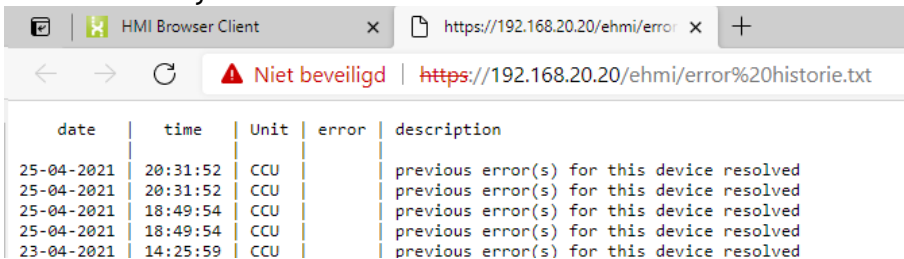 HMI Browser Client https://192.168.20.20/ehmi/error
Niet beveiligd | https://192.168.20.20/ehmi/error%20historie.txt
date | time | Unit | error | description
25-04-2021 | 20:31:52 | CCU | | previous error(s) for this device resolved
25-04-2021 | 20:31:52 | CCU | | previous error(s) for this device resolved
25-04-2021 | 18:49:54 | CCU | | previous error(s) for this device resolved
25-04-2021 | 18:49:54 | CCU | | previous error(s) for this device resolved
23-04-2021 | 14:25:59 | CCU | | previous error(s) for this device resolved